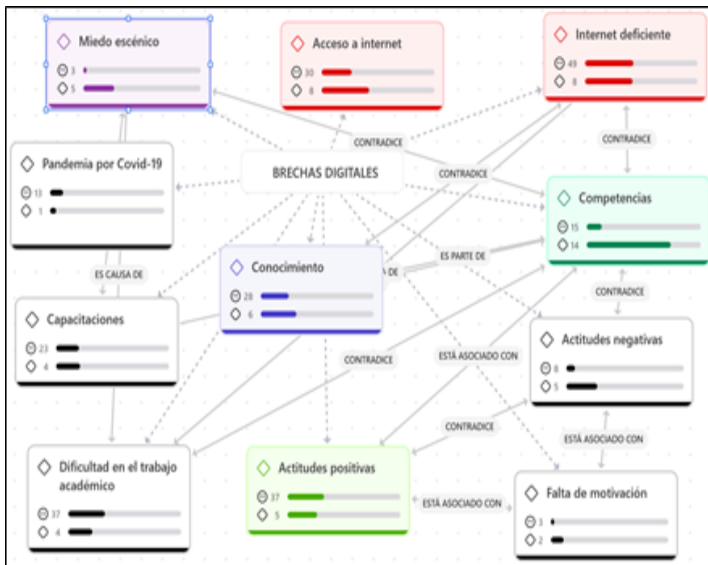 Miedo escénico
3
5
Acceso a internet
30
8
Internet deficiente
49
8
CONTRADICE
CONTRADICE
CONTRADICE
Pandemia por Covid-19
13
1
BRECHAS DIGITALES
Competencias
15
14
ES CAUSA DE
Conocimiento
28
6
DE
ES PARTE DE
CONTRADICE
Capacitaciones
23
4
CONTRADICE
ESTÁ ASOCIADO CON
Actitudes negativas
8
5
CONTRADICE
ESTÁ ASOCIADO CON
Dificultad en el trabajo
académico
37
4
Actitudes positivas
37
5
ESTÁ ASOCIADO CON
Falta de motivación
3
2